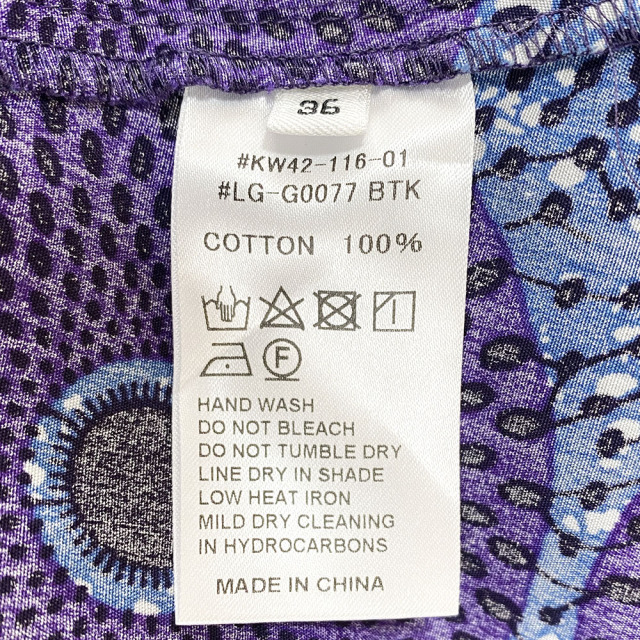 36
#KW42-116-01
#LG-G0077 BTK
COTTON 100%
F
HAND WASH
DO NOT BLEACH
DO NOT TUMBLE DRY
LINE DRY IN SHADE
LOW HEAT IRON
MILD DRY CLEANING
IN HYDROCARBONS
MADE IN CHINA